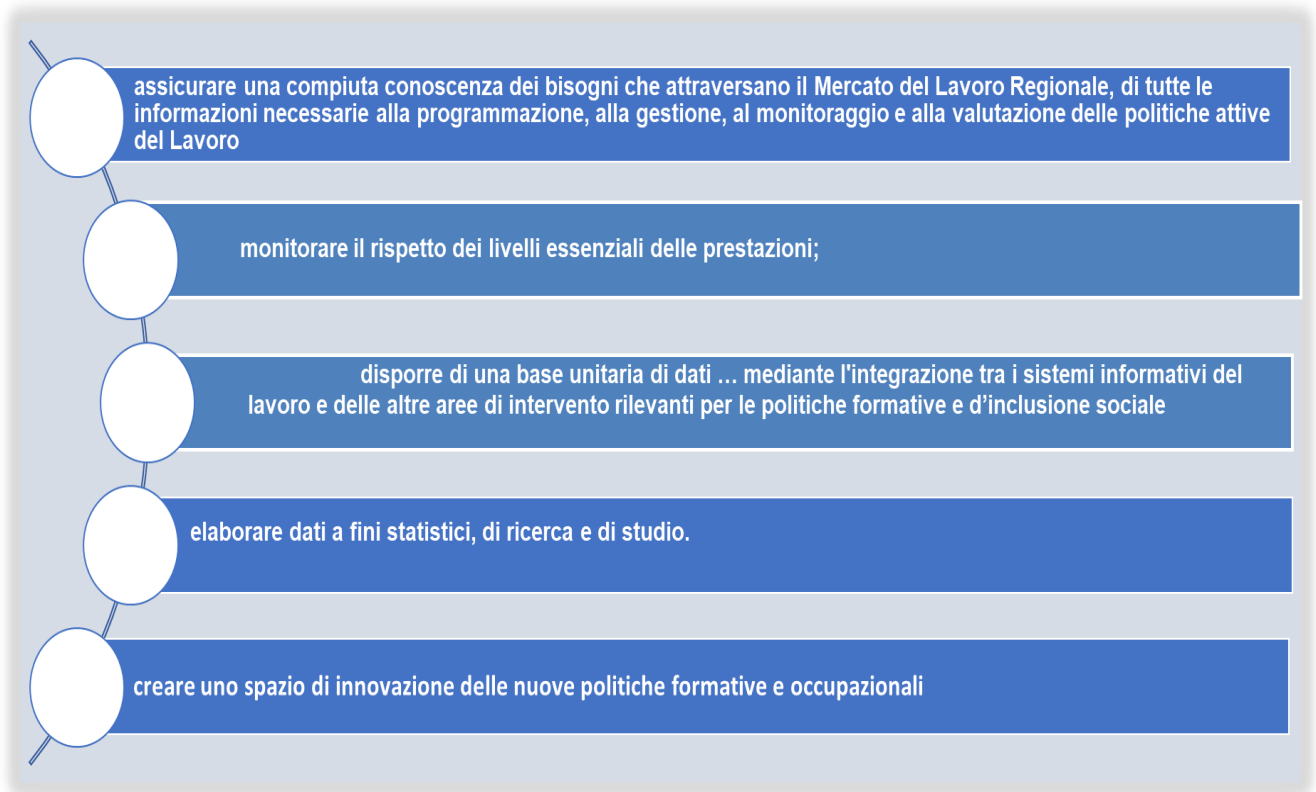 assicurare una compiuta conoscenza dei bisogni che attraversano il Mercato del Lavoro Regionale, di tutte le
informazioni necessarie alla programmazione, alla gestione, al monitoraggio e alla valutazione delle politiche attive
del Lavoro
monitorare il rispetto dei livelli essenziali delle prestazioni;
disporre di una base unitaria di dati … mediante l'integrazione tra i sistemi informativi del
lavoro e delle altre aree di intervento rilevanti per le politiche formative e d’inclusione sociale
elaborare dati a fini statistici, di ricerca e di studio.
creare uno spazio di innovazione delle nuove politiche formative e occupazionali